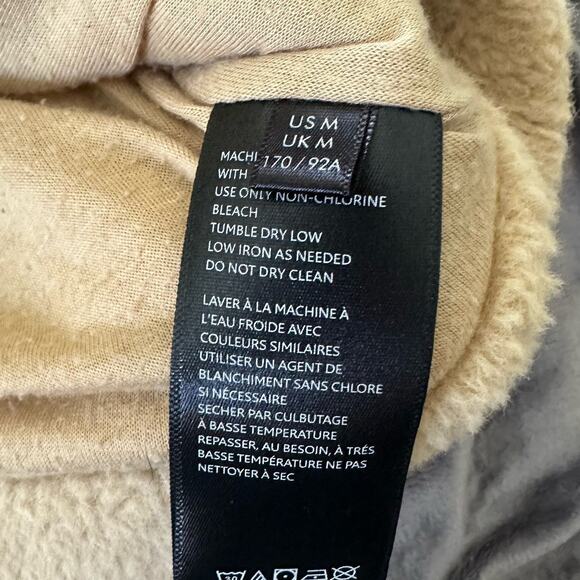 US M
UK M
170 / 92A
MACHI
WITH
USE ONLY NON-CHLORINE
BLEACH
TUMBLE DRY LOW
LOW IRON AS NEEDED
DO NOT DRY CLEAN
LAVER À LA MACHINE À
L'EAU FROIDE AVEC
COULEURS SIMILAIRES
UTILISER UN AGENT DE
BLANCHIMENT SANS CHLORE
SI NÉCESSAIRE
SECHER PAR CULBUTAGE
À BASSE TEMPERATURE
REPASSER, AU BESOIN, À TRÉS
BASSE TEMPÉRATURE NE PAS
NETTOYER À SEC
30